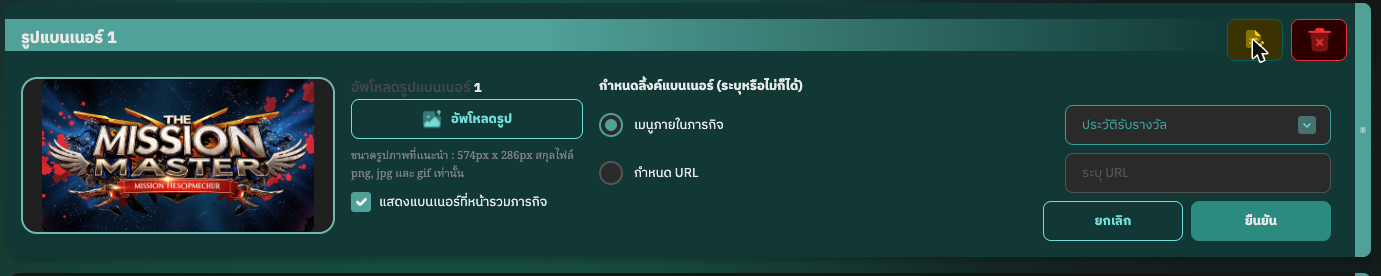 รูปแบนเนอร์ 1
THE
MISSION
MASTER
อัพโหลดรูปแบนเนอร์ 1
อัพโหลดรูป
ขนาดรูปภาพที่แนะนำ : 574px x 286px สกุลไฟล์
png, jpg และ gif เท่านั้น
แสดงแบนเนอร์ที่หน้ารวมภารกิจ
กำหนดลิ้งค์แบนเนอร์ (ระบุหรือไม่ก็ได้)
เมนูภายในภารกิจ
กำหนด URL
ประวัติรับรางวัล
ระบุ URL
ยกเลิก
ยืนยัน